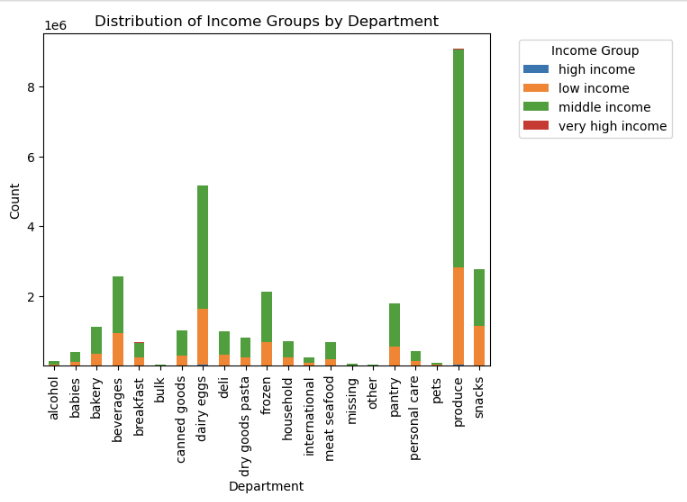 Distribution of Income Groups by Department
1e6
Income Group
high income
low income
middle income
very high income
8
6
4
2
Count
alcohol
babies
bakery
beverages
breakfast
bulk
canned goods
dairy eggs
deli
dry goods pasta
frozen
household
international
meat seafood
missing
other
pantry
personal care
pets
produce
snacks
Department